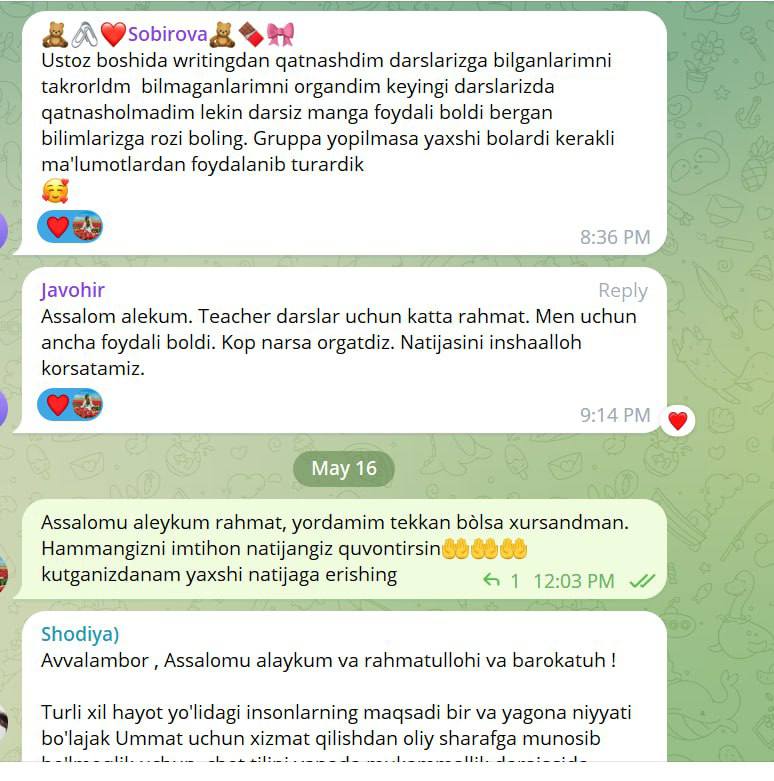 🧸🖇️❤️Sobirova🧸🍫🎀
Ustoz boshida writingdan qatnashdim darslarizga bilganlarimni
takrorldm bilmaganlarimni organdim keyingi darslarizda
qatnasholmadim lekin darsiz manga foydali boldi bergan
bilimlarizga rozi boling. Gruppa yopilmasa yaxshi bolardi kerakli
ma'lumotlardan foydalanib turardik
🥰
8:36 PM
Javohir
Reply
Assalom alekum. Teacher darslar uchun katta rahmat. Men uchun
ancha foydali boldi. Kop narsa orgatdiz. Natijasini inshaalloh
korsatamiz.
9:14 PM
May 16
Assalomu aleykum rahmat, yordamim tekkan bòlsa xursandman.
Hammangizni imtihon natijangiz quvontirsin🤲🤲🤲
kutganizdanam yaxshi natijaga erishing
1 12:03 PM
Shodiya)
Avvalambor , Assalomu alaykum va rahmatullohi va barokatuh !
Turli xil hayot yo'lidagi insonlarning maqsadi bir va yagona niyyati
bo'lajak Ummat uchun xizmat qilishdan oliy sharafga munosib